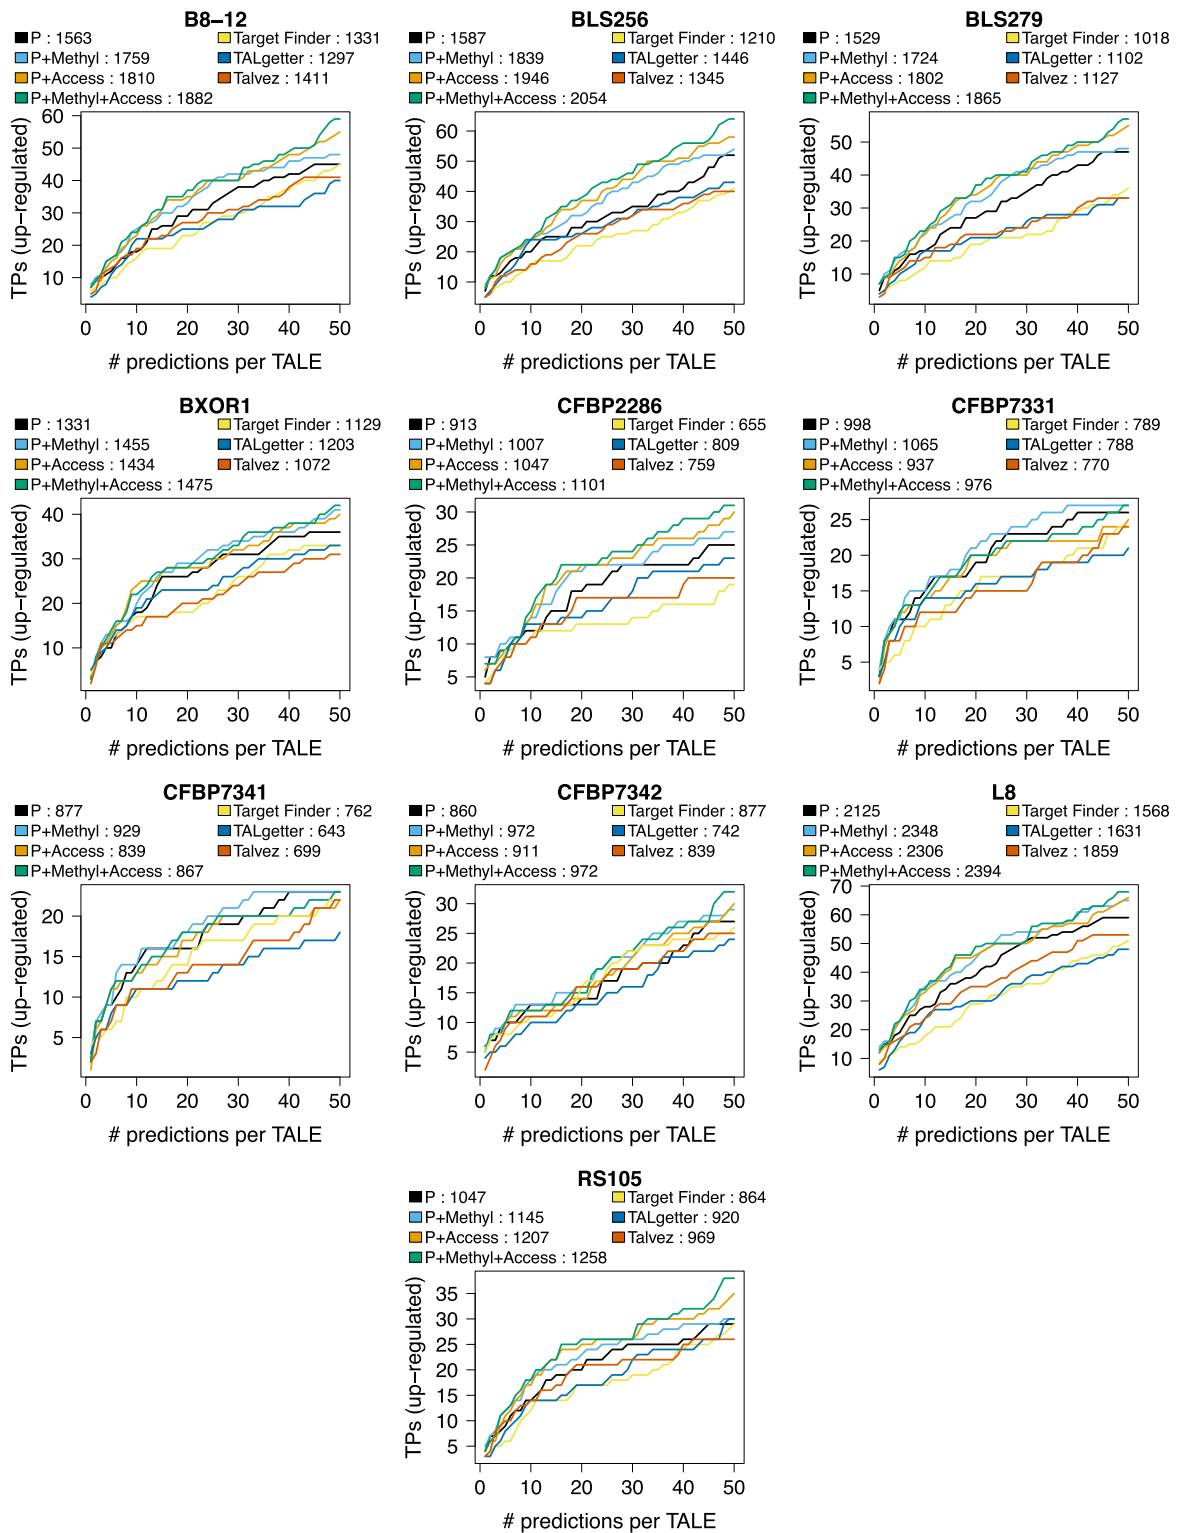 B8−12
P : 1563 Target Finder : 1331
P+Methyl : 1759 TALgetter : 1297
P+Access : 1810 Talvez : 1411
P+Methyl+Access : 1882
TPs (up−regulated)
60
50
40
30
20
10
0 10 20 30 40 50
# predictions per TALE
BLS256
P : 1587 Target Finder : 1210
P+Methyl : 1839 TALgetter : 1446
P+Access : 1946 Talvez : 1345
P+Methyl+Access : 2054
TPs (up−regulated)
60
50
40
30
20
10
0 10 20 30 40 50
# predictions per TALE
BLS279
P : 1529 Target Finder : 1018
P+Methyl : 1724 TALgetter : 1102
P+Access : 1802 Talvez : 1127
P+Methyl+Access : 1865
TPs (up−regulated)
50
40
30
20
10
0 10 20 30 40 50
# predictions per TALE
BXOR1
P : 1331 Target Finder : 1129
P+Methyl : 1455 TALgetter : 1203
P+Access : 1434 Talvez : 1072
P+Methyl+Access : 1475
TPs (up−regulated)
40
30
20
10
0 10 20 30 40 50
# predictions per TALE
CFBP2286
P : 913 Target Finder : 655
P+Methyl : 1007 TALgetter : 809
P+Access : 1047 Talvez : 759
P+Methyl+Access : 1101
TPs (up−regulated)
30
25
20
15
10
5
0 10 20 30 40 50
# predictions per TALE
CFBP7331
P : 998 Target Finder : 789
P+Methyl : 1065 TALgetter : 788
P+Access : 937 Talvez : 770
P+Methyl+Access : 976
TPs (up−regulated)
25
20
15
10
5
0 10 20 30 40 50
# predictions per TALE
CFBP7341
P : 877 Target Finder : 762
P+Methyl : 929 TALgetter : 643
P+Access : 839 Talvez : 699
P+Methyl+Access : 867
TPs (up−regulated)
20
15
10
5
0 10 20 30 40 50
# predictions per TALE
CFBP7342
P : 860 Target Finder : 877
P+Methyl : 972 TALgetter : 742
P+Access : 911 Talvez : 839
P+Methyl+Access : 972
TPs (up−regulated)
30
25
20
15
10
5
0 10 20 30 40 50
# predictions per TALE
L8
P : 2125 Target Finder : 1568
P+Methyl : 2348 TALgetter : 1631
P+Access : 2306 Talvez : 1859
P+Methyl+Access : 2394
TPs (up−regulated)
70
60
50
40
30
20
10
0 10 20 30 40 50
# predictions per TALE
RS105
P : 1047 Target Finder : 864
P+Methyl : 1145 TALgetter : 920
P+Access : 1207 Talvez : 969
P+Methyl+Access : 1258
TPs (up−regulated)
35
30
25
20
15
10
5
0 10 20 30 40 50
# predictions per TALE